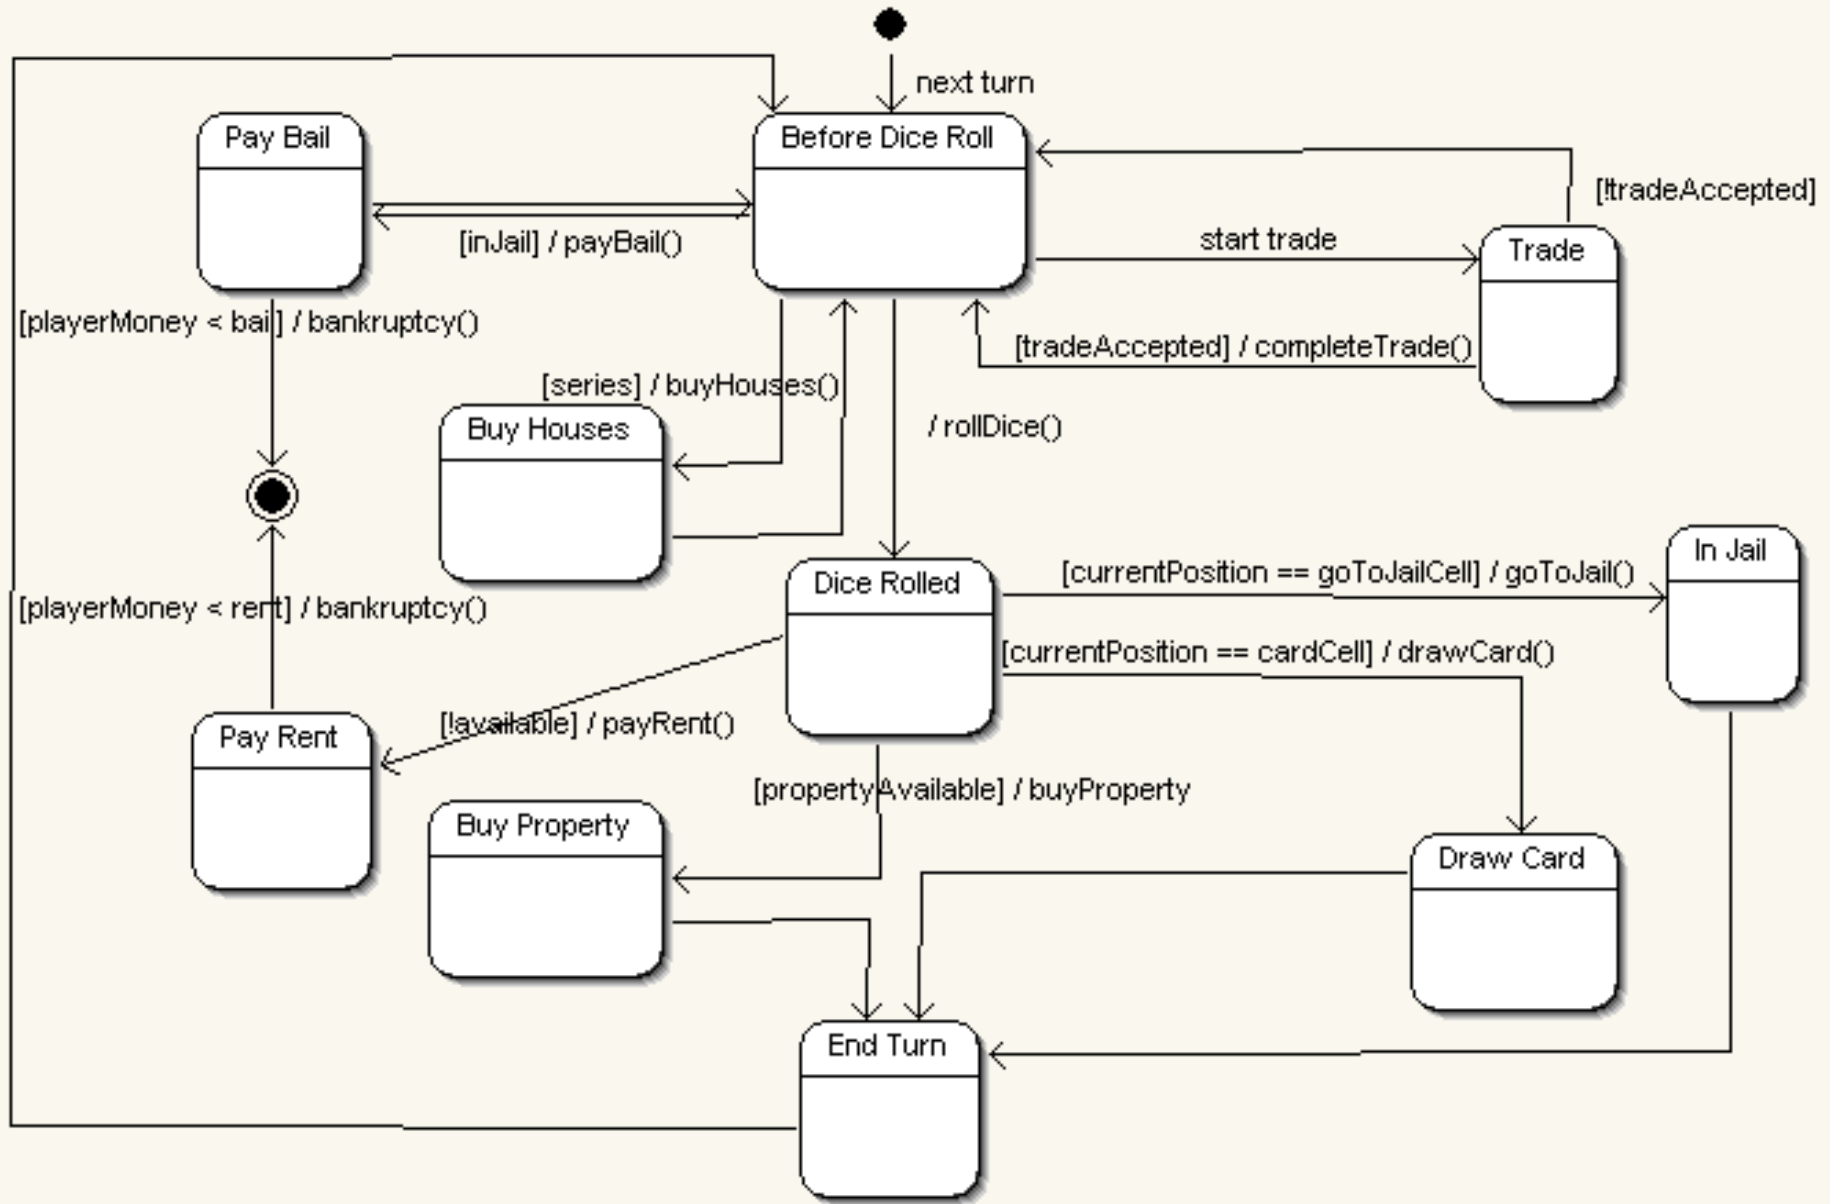 next turn
Pay Bail
Before Dice Roll
[!tradeAccepted]
[inJail] / payBail()
start trade
Trade
[playerMoney < bail] / bankruptcy()
[tradeAccepted] / completeTrade()
[series] / buyHouses()
Buy Houses
/ rollDice()
In Jail
[currentPosition == goToJailCell] / goToJail()
Dice Rolled
[playerMoney < rent] / bankruptcy()
[currentPosition == cardCell] / drawCard()
[!available] / payRent()
Pay Rent
[propertyAvailable] / buyProperty
Buy Property
Draw Card
End Turn